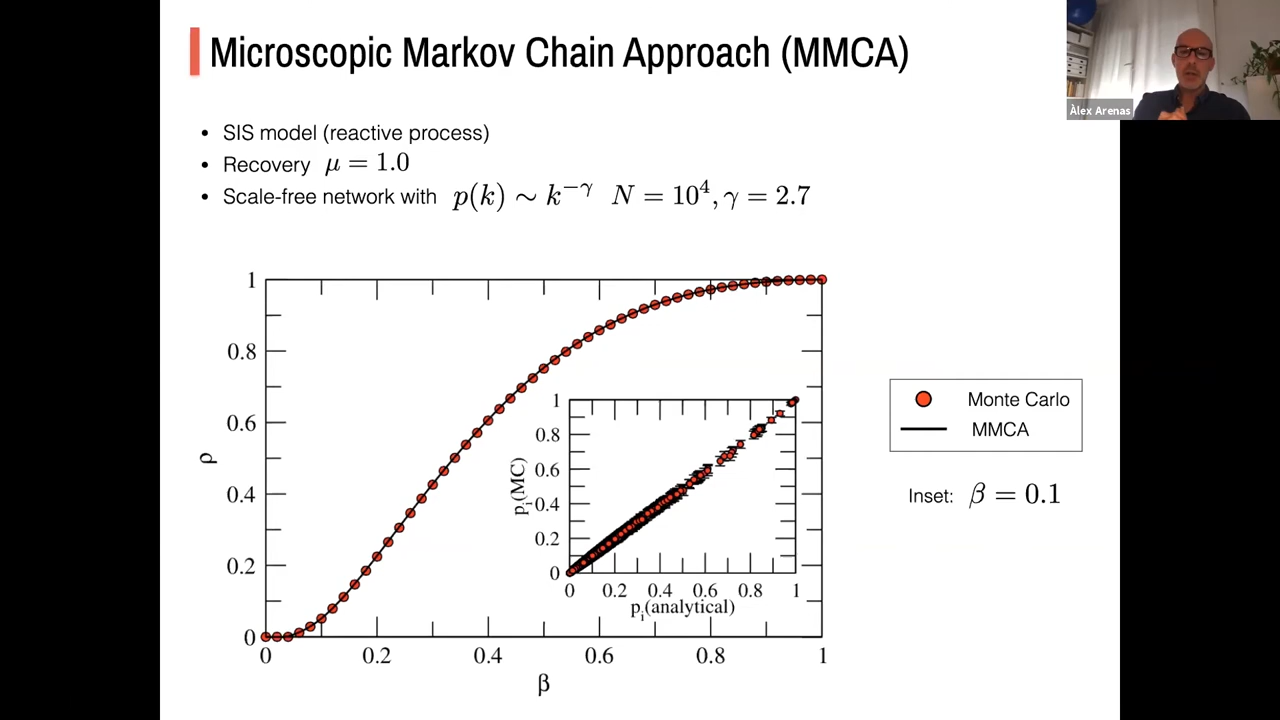 Microscopic Markov Chain Approach (MMCA)
Àlex Arenas
• SIS model (reactive process)
• Recovery μ = 1.0
• Scale-free network with p(k) ∼ k^{−γ} N = 10^4, γ = 2.7
1
0.8
0.6
0.4
0.2
0
ρ
0 0.2 0.4 0.6 0.8 1
β
1
0.8
0.6
0.4
0.2
0
p_i(MC)
0 0.2 0.4 0.6 0.8 1
p_i(analytical)
Monte Carlo
MMCA
Inset: β = 0.1